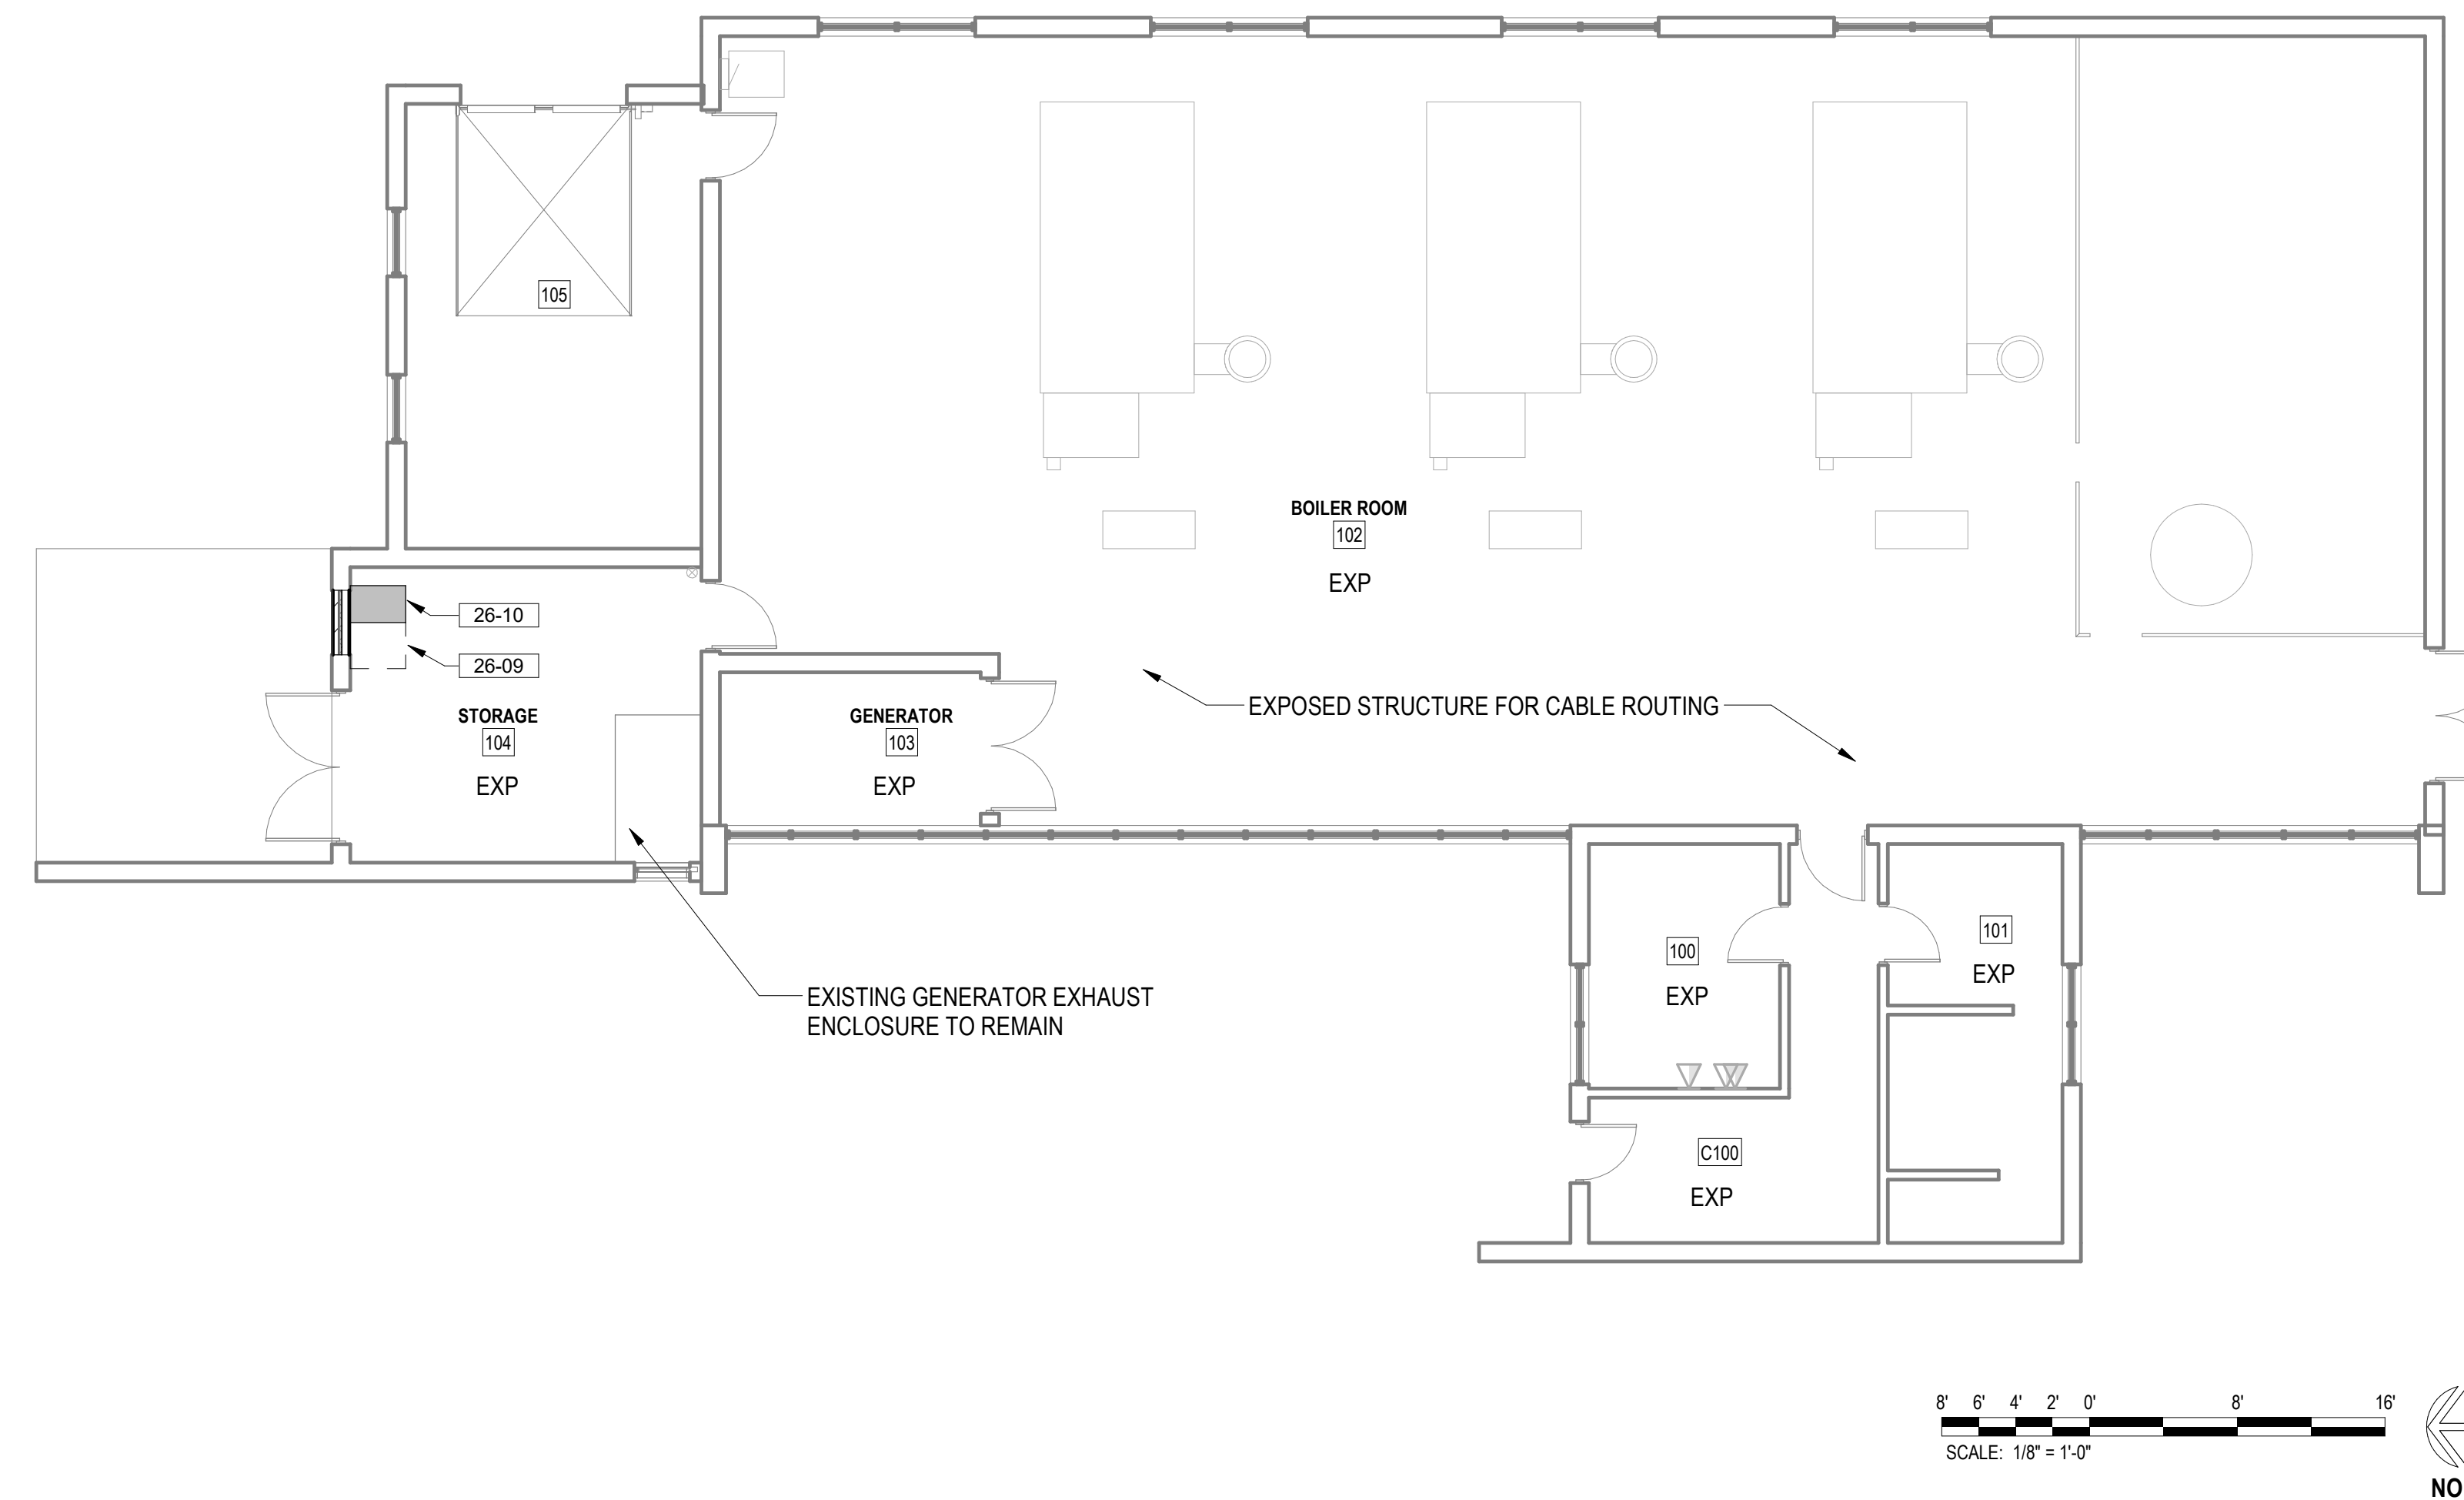 105
BOILER ROOM
102
EXP
26-10
26-09
STORAGE
104
EXP
GENERATOR
103
EXP
EXPOSED STRUCTURE FOR CABLE ROUTING
EXISTING GENERATOR EXHAUST
ENCLOSURE TO REMAIN
100
EXP
101
EXP
C100
EXP
8' 6' 4' 2' 0' 8' 16'
SCALE: 1/8" = 1'-0"
NO